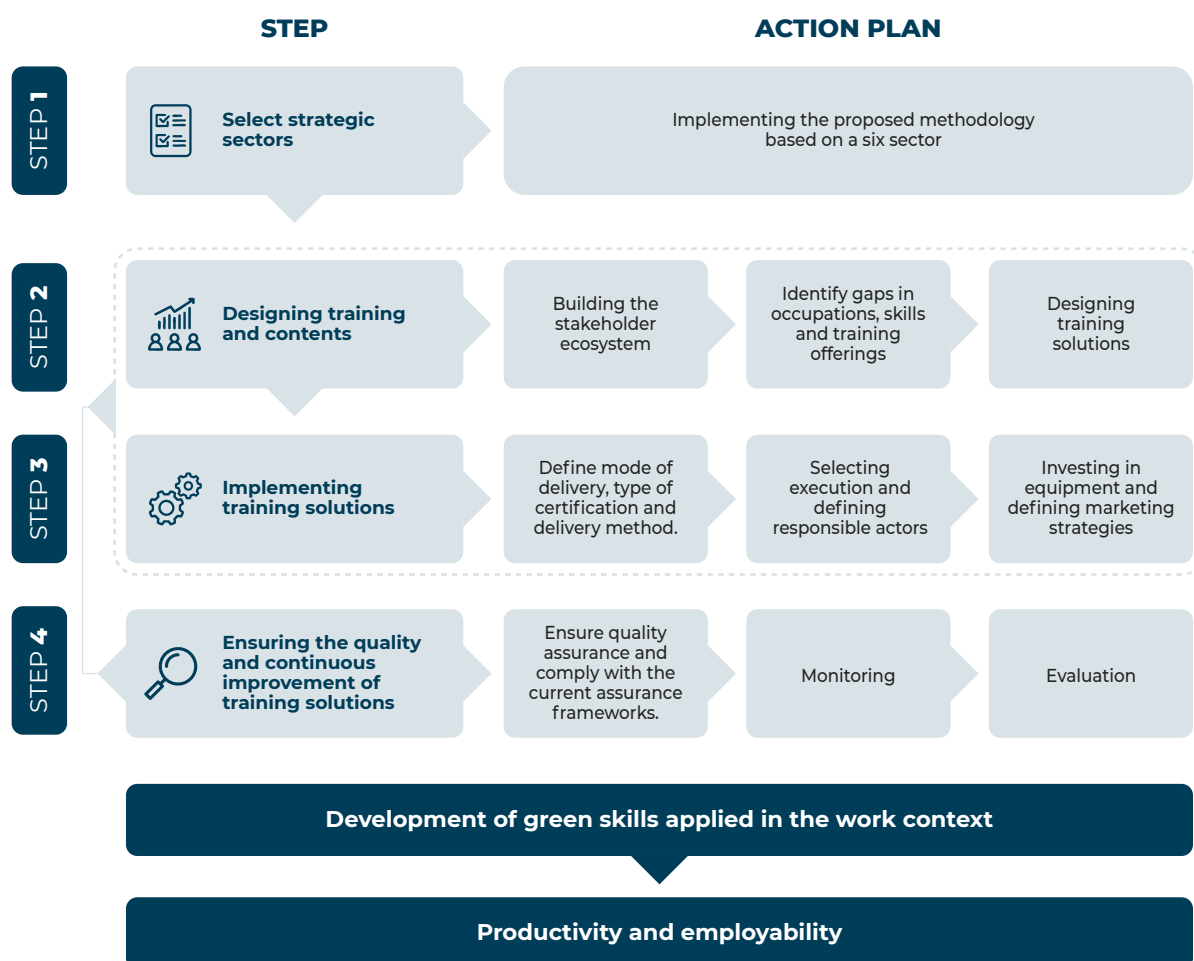 STEP
ACTION PLAN
STEP 1
Select strategic
sectors
Implementing the proposed methodology
based on a six sector
STEP 2
Designing training
and contents
Building the
stakeholder
ecosystem
Identify gaps in
occupations, skills
and training
offerings
Designing
training
solutions
STEP 3
Implementing
training solutions
Define mode of
delivery, type of
certification and
delivery method.
Selecting
execution and
defining
responsible actors
Investing in
equipment and
defining marketing
strategies
STEP 4
Ensuring the quality
and continuous
improvement of
training solutions
Ensure quality
assurance and
comply with the
current assurance
frameworks.
Monitoring
Evaluation
Development of green skills applied in the work context
Productivity and employability